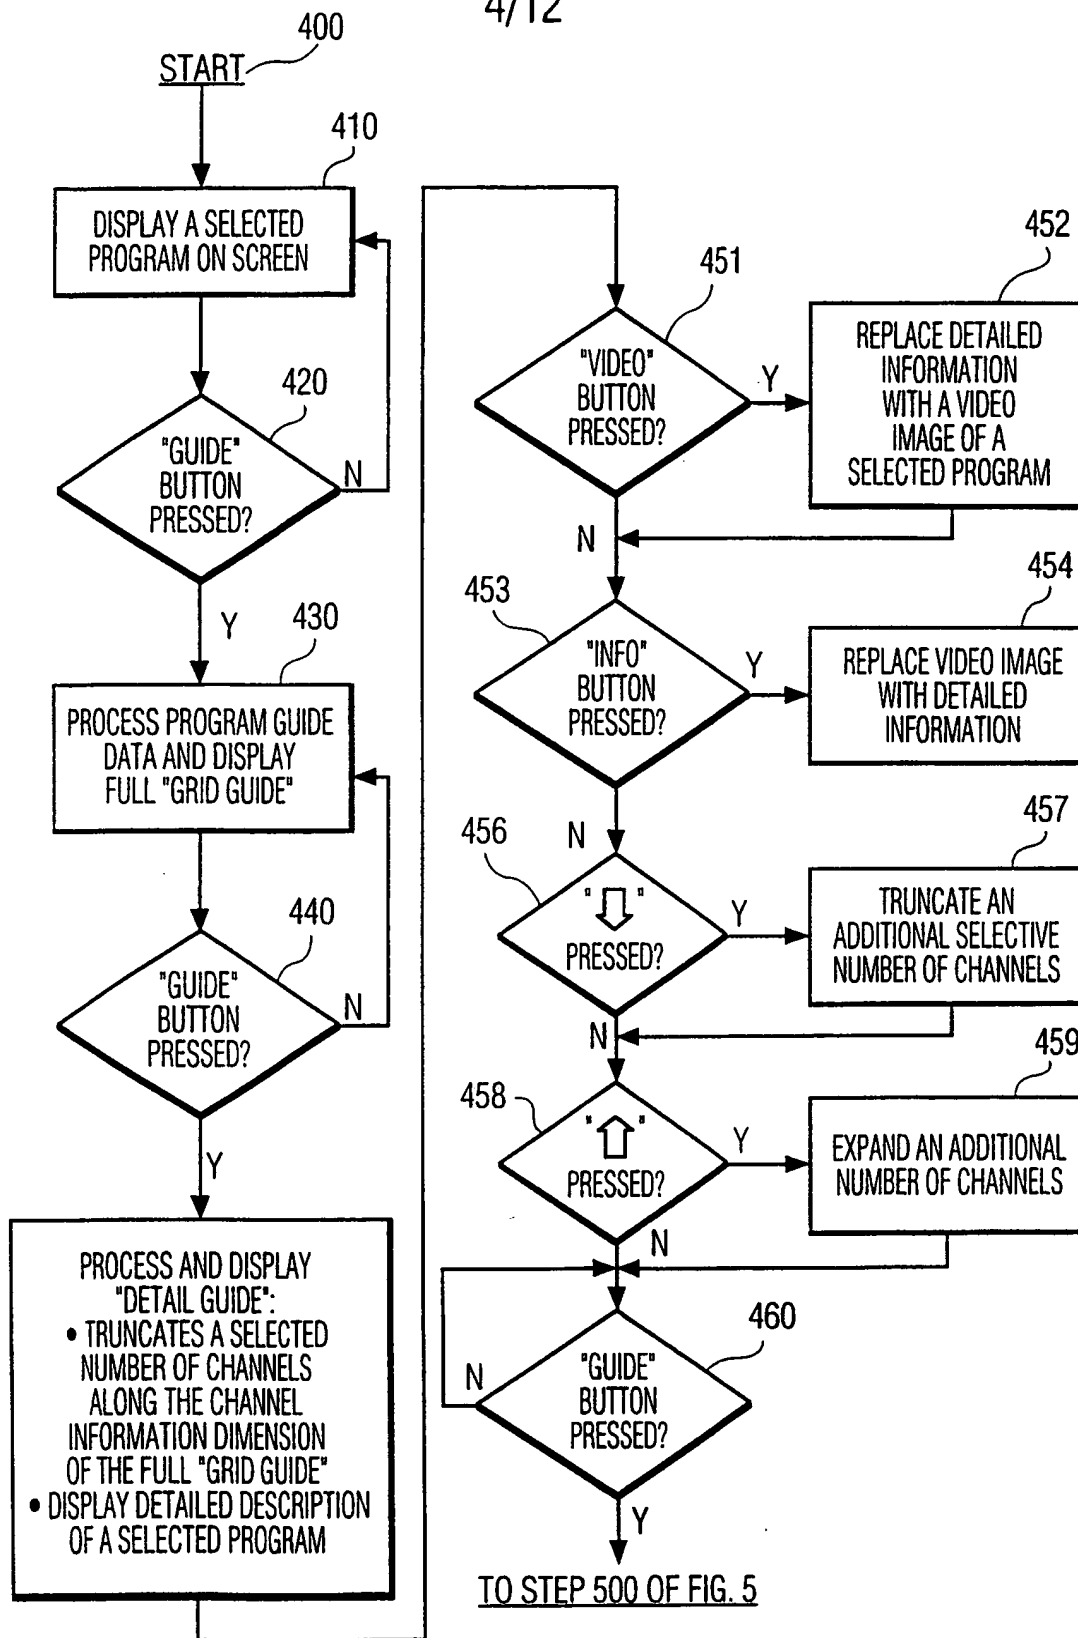 4/12
400
START
410
DISPLAY A SELECTED
PROGRAM ON SCREEN
420
"GUIDE"
BUTTON
PRESSED?
N
Y
430
PROCESS PROGRAM GUIDE
DATA AND DISPLAY
FULL "GRID GUIDE"
440
"GUIDE"
BUTTON
PRESSED?
N
Y
PROCESS AND DISPLAY
"DETAIL GUIDE":
• TRUNCATES A SELECTED
NUMBER OF CHANNELS
ALONG THE CHANNEL
INFORMATION DIMENSION
OF THE FULL "GRID GUIDE"
• DISPLAY DETAILED DESCRIPTION
OF A SELECTED PROGRAM
451
"VIDEO"
BUTTON
PRESSED?
Y
N
452
REPLACE DETAILED
INFORMATION
WITH A VIDEO
IMAGE OF A
SELECTED PROGRAM
453
"INFO"
BUTTON
PRESSED?
Y
N
454
REPLACE VIDEO IMAGE
WITH DETAILED
INFORMATION
456
"⇩"
PRESSED?
Y
N
457
TRUNCATE AN
ADDITIONAL SELECTIVE
NUMBER OF CHANNELS
458
"⇧"
PRESSED?
Y
N
459
EXPAND AN ADDITIONAL
NUMBER OF CHANNELS
460
"GUIDE"
BUTTON
PRESSED?
N
Y
TO STEP 500 OF FIG. 5